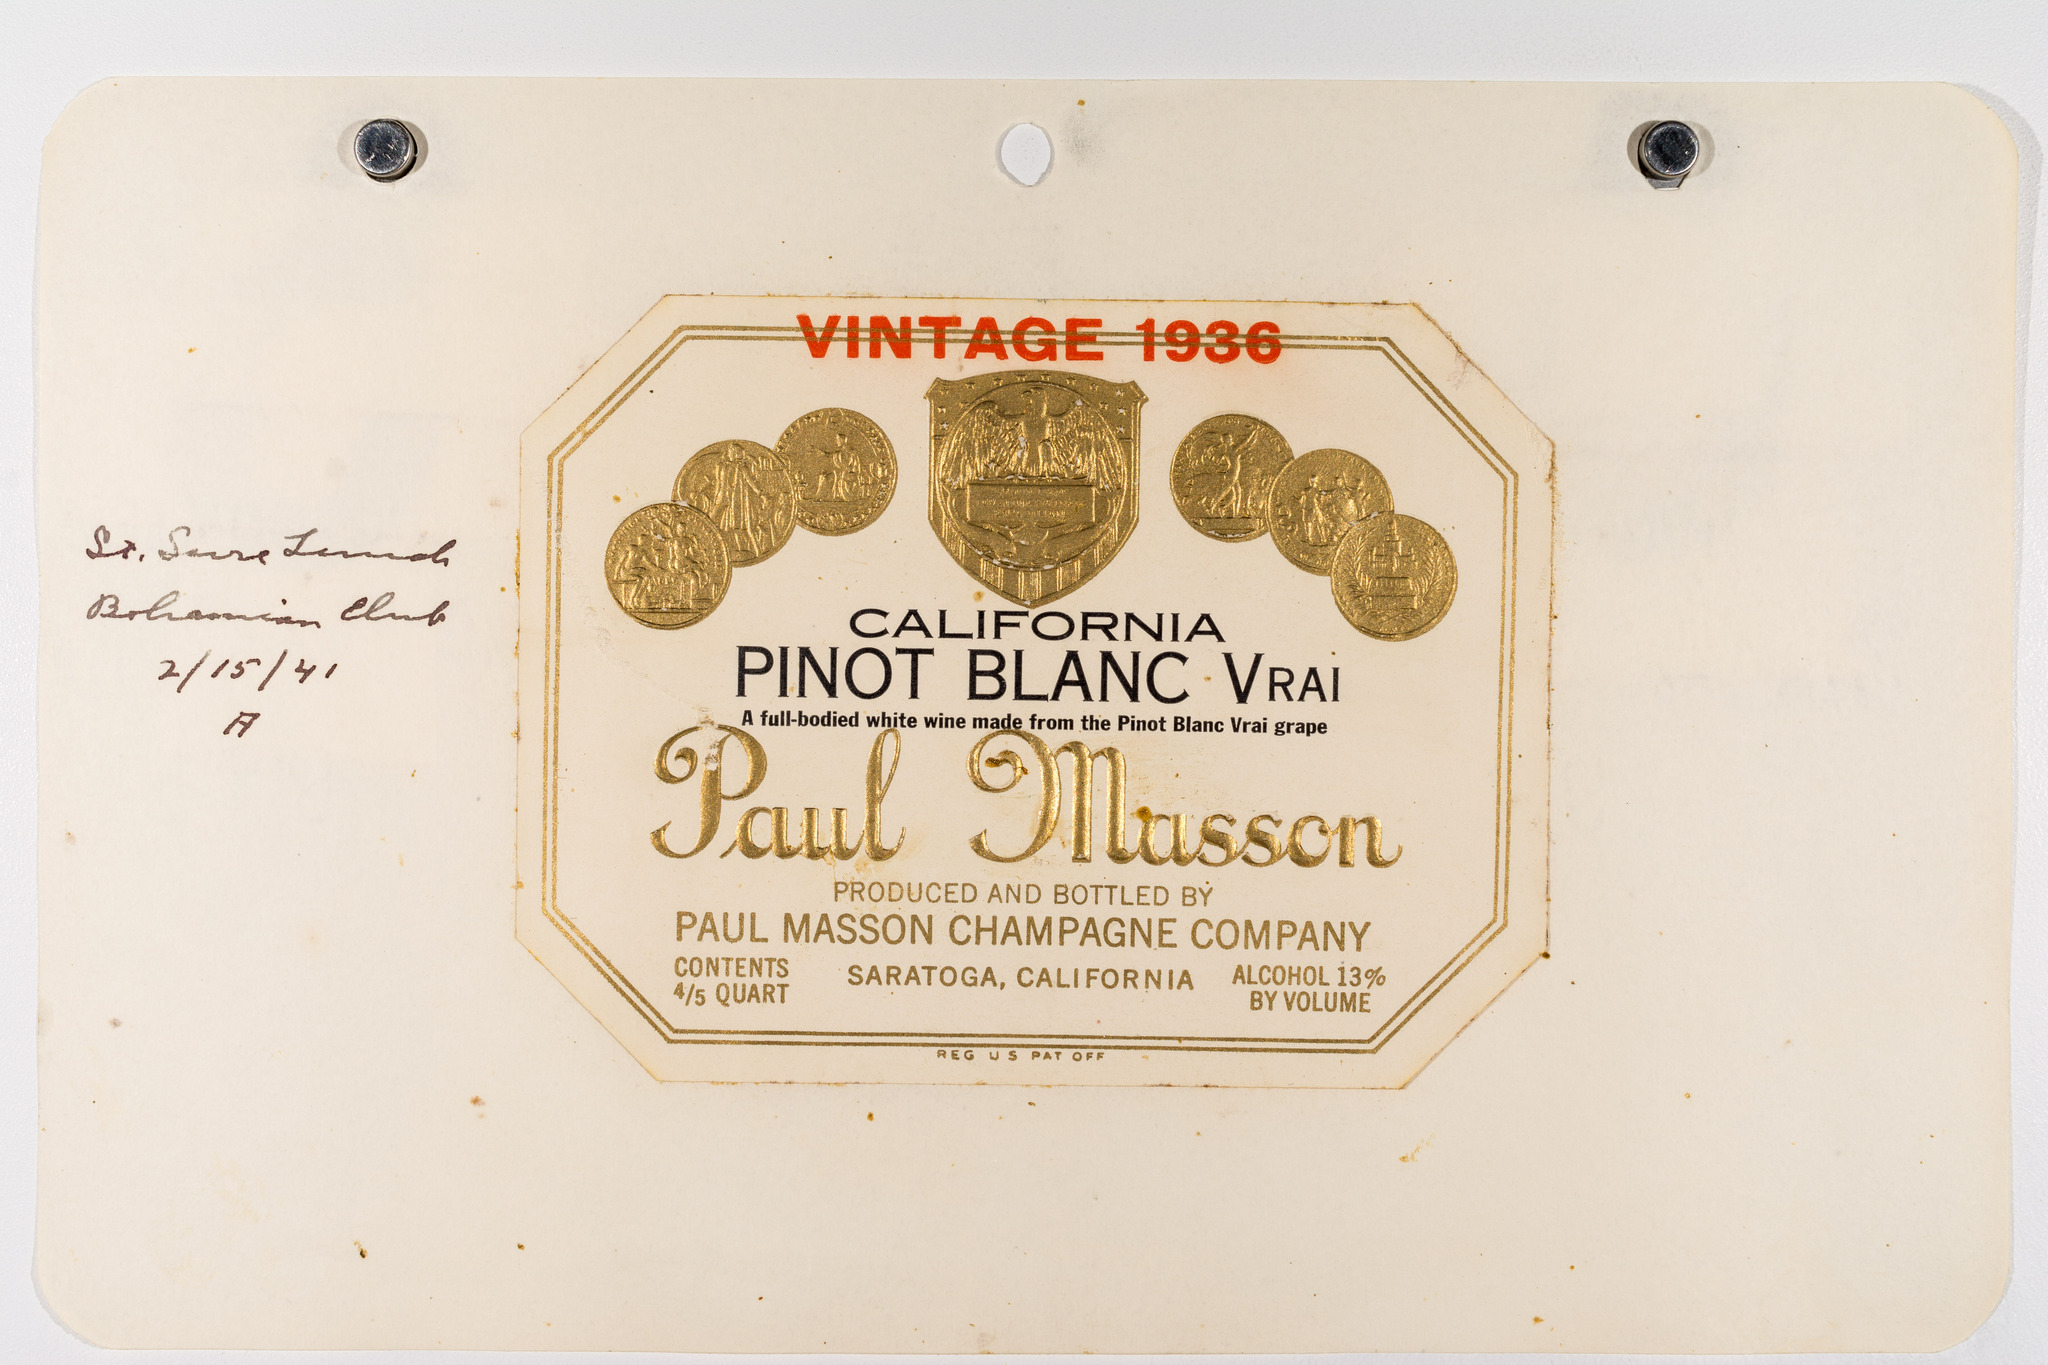 VINTAGE 1936
CALIFORNIA
PINOT BLANC VRAI
A full-bodied white wine made from the Pinot Blanc Vrai grape
Paul Masson
PRODUCED AND BOTTLED BY
PAUL MASSON CHAMPAGNE COMPANY
CONTENTS
4/5 QUART
SARATOGA, CALIFORNIA
ALCOHOL 13%
BY VOLUME
REG U S PAT OFF
St. Lunch
Bohemian Club
2/15/41
A